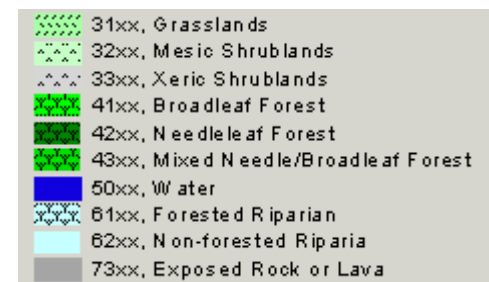 31xx, Grasslands
32xx, Mesic Shrublands
33xx, Xeric Shrublands
41xx, Broadleaf Forest
42xx, Needleleaf Forest
43xx, Mixed Needle/Broadleaf Forest
50xx, Water
61xx, Forested Riparian
62xx, Non-forested Riparia
73xx, Exposed Rock or Lava